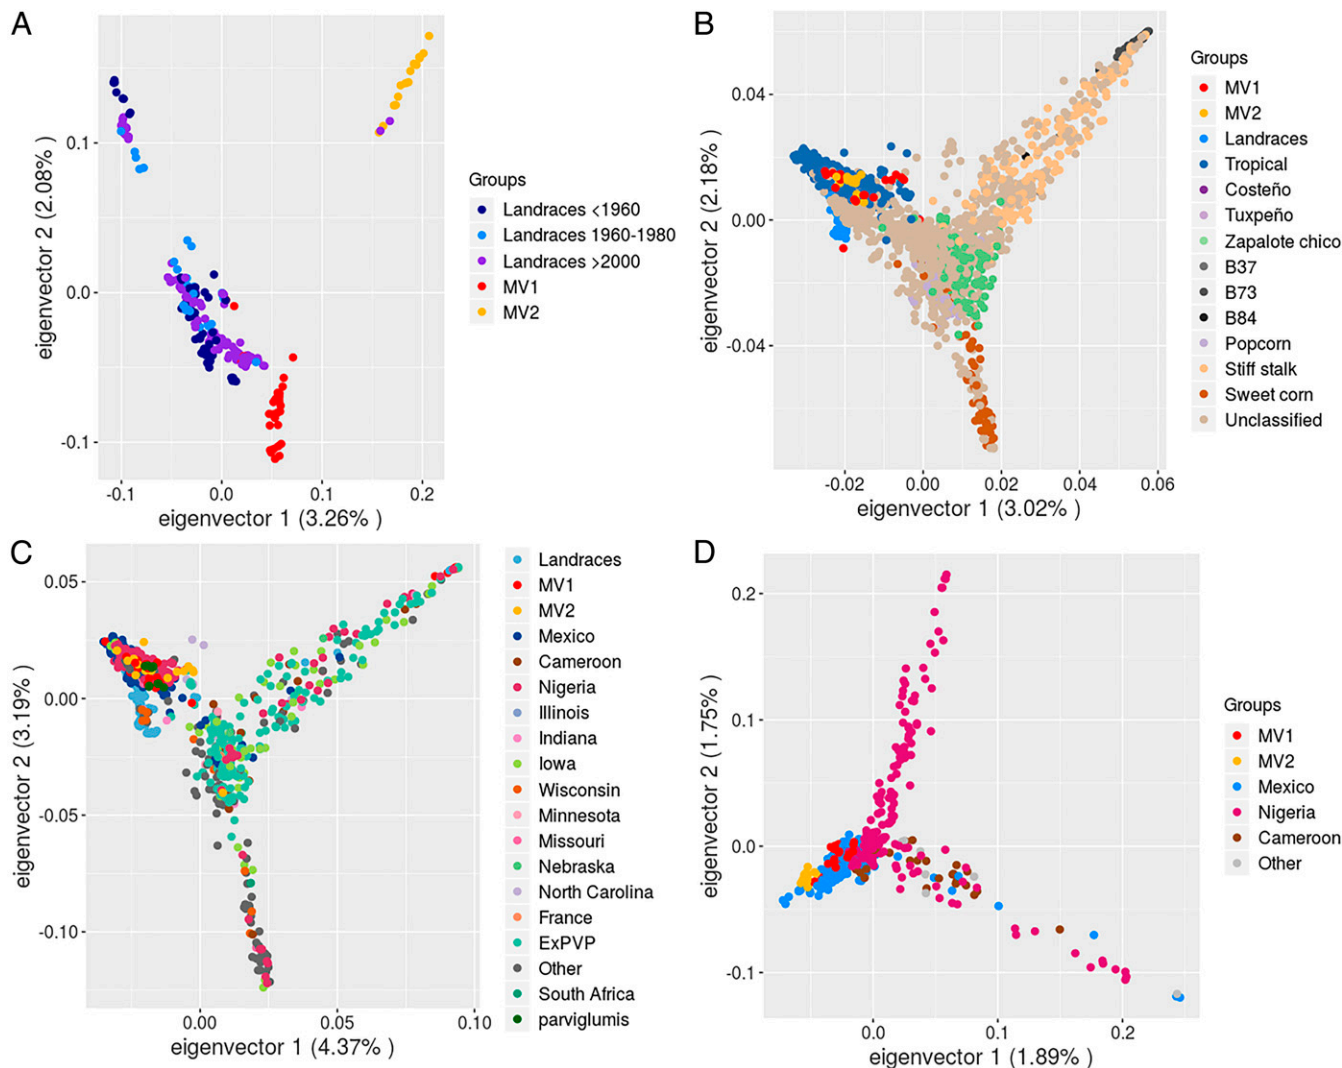 A
0.1
0.0
-0.1
eigenvector 2 (2.08%)
-0.1
0.0
0.1
0.2
eigenvector 1 (3.26% )
Groups
Landraces <1960
Landraces 1960-1980
Landraces >2000
MV1
MV2
B
0.04
0.00
-0.04
eigenvector 2 ( 2.18% )
-0.02
0.00
0.02
0.04
0.06
eigenvector 1 ( 3.02% )
Groups
MV1
MV2
Landraces
Tropical
Costeño
Tuxpeño
Zapalote chico
B37
B73
B84
Popcorn
Stiff stalk
Sweet corn
Unclassified
C
0.05
0.00
-0.05
-0.10
eigenvector 2 ( 3.19% )
0.00
0.05
0.10
eigenvector 1 (4.37% )
Landraces
MV1
MV2
Mexico
Cameroon
Nigeria
Illinois
Indiana
Iowa
Wisconsin
Minnesota
Missouri
Nebraska
North Carolina
France
ExPVP
Other
South Africa
parviglumis
D
0.2
0.1
0.0
-0.1
eigenvector 2 (1.75%)
0.0
0.1
0.2
eigenvector 1 (1.89% )
Groups
MV1
MV2
Mexico
Nigeria
Cameroon
Other